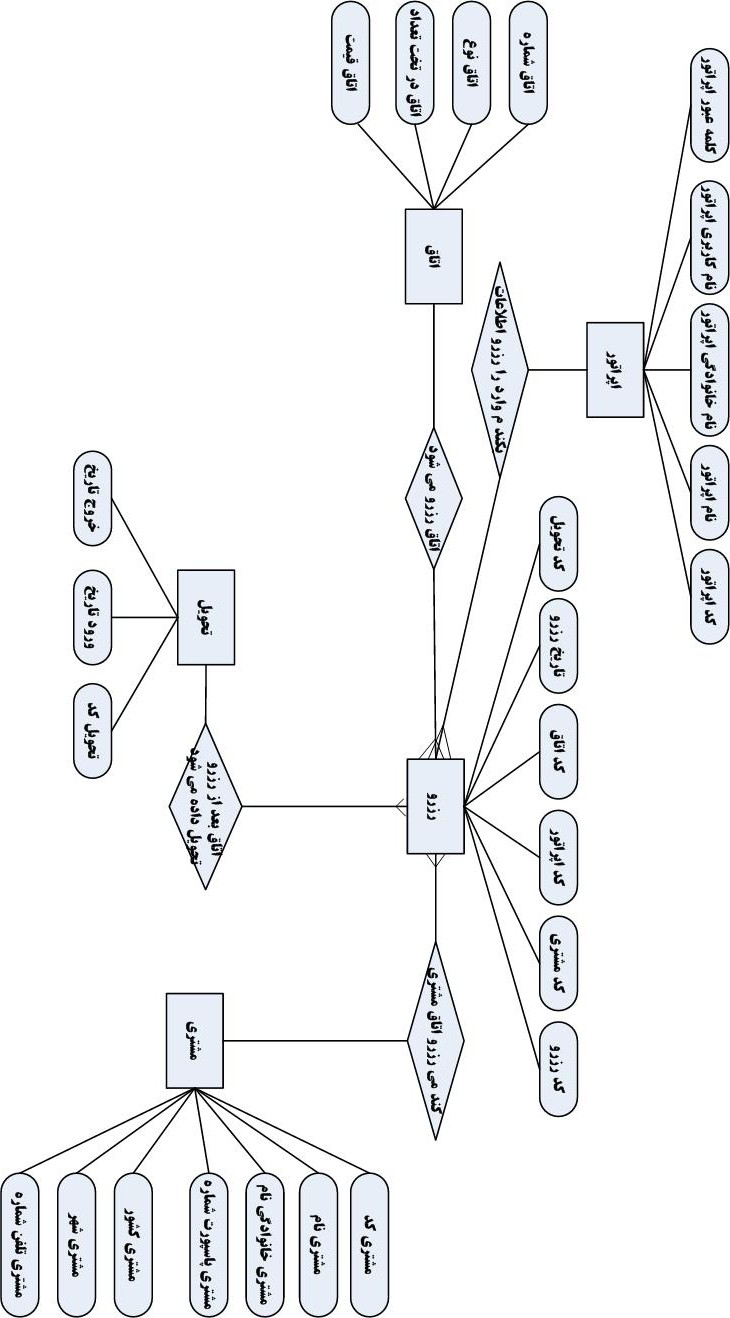 کلمه عبور اپراتور
نام کاربری اپراتور
نام خانوادگی اپراتور
نام اپراتور
کد اپراتور
اپراتور
اتاق شماره
اتاق نوع
اتاق در تخت تعداد
اتاق قیمت
اتاق
رزرو اطلاعات
یکند م وارد را
اتاق رزرو می شود
کد تحویل
تاریخ رزرو
کد اتاق
کد اپراتور
کد مشتری
کد رزرو
رزرو
خروج تاریخ
ورود تاریخ
تحویل کد
تحویل
اتاق بعد از رزرو
تحویل داده می شود
رزرو اتاق مشتری
کند می
مشتری
مشتری کد
مشتری نام
مشتری خانوادگی نام
مشتری پاسپورت شماره
مشتری کشور
مشتری شهر
مشتری تلفن شماره